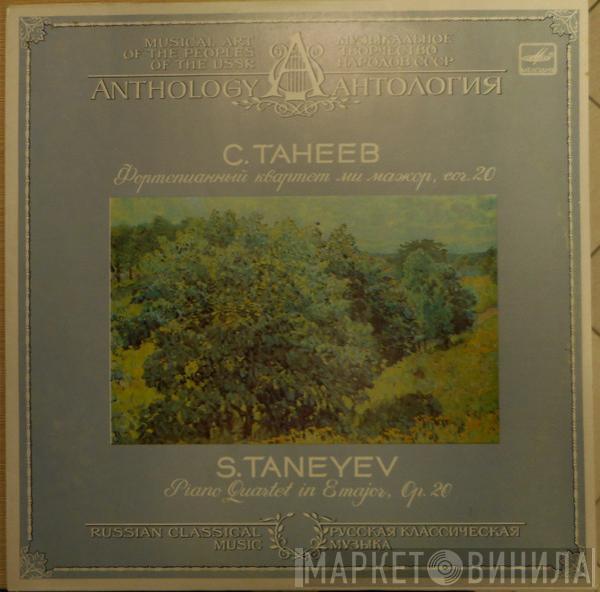 MUSICAL ART
OF THE PEOPLES
OF THE USSR
МУЗЫКАЛЬНОЕ
ТВОРЧЕСТВО
НАРОДОВ СССР
ANTHOLOGY АНТОЛОГИЯ
С. ТАНЕЕВ
Фортепианный квартет ми мажор, соч. 20
S. TANEYEV
Piano Quartet in E major, Op. 20
RUSSIAN CLASSICAL
MUSIC
РУССКАЯ КЛАССИЧЕСКАЯ
МУЗЫКА
МАРКЕТ ВИНИЛА